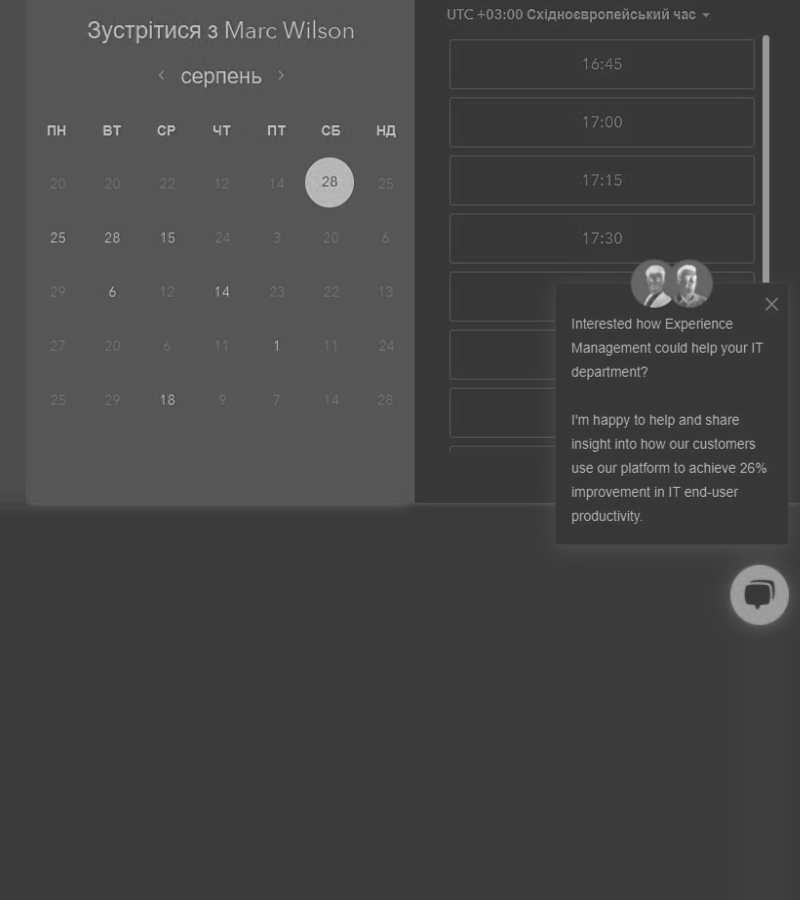 Зустрітися з Marc Wilson
серпень
ПН ВТ СР ЧТ ПТ СБ НД
20 20 22 12 14 28 25
25 28 15 24 3 20 6
29 6 12 14 23 22 13
27 20 6 11 1 11 24
25 29 18 9 7 14 28
UTC +03:00 Східноєвропейський час
16:45
17:00
17:15
17:30
Interested how Experience
Management could help your IT
department?
I'm happy to help and share
insight into how our customers
use our platform to achieve 26%
improvement in IT end-user
productivity.